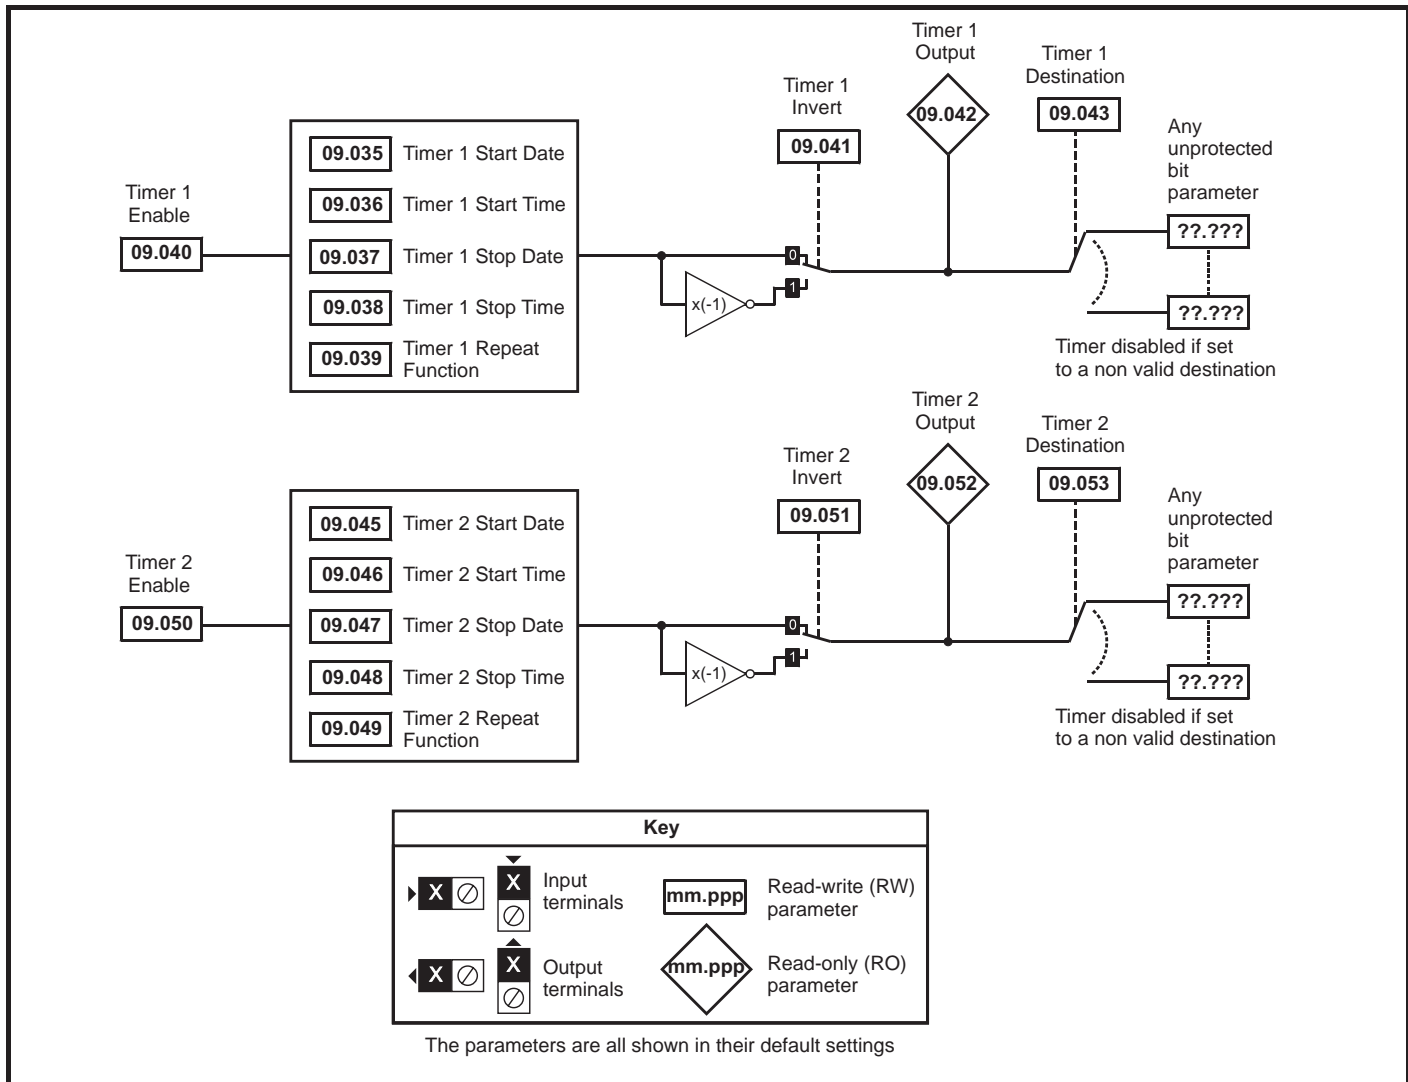 Timer 1
Output
Timer 1
Destination
Timer 1
Invert
09.042
09.043
Any
unprotected
bit
parameter
09.041
09.035 Timer 1 Start Date
Timer 1
Enable
09.036 Timer 1 Start Time
??.???
09.040
09.037 Timer 1 Stop Date
0
1
x(-1)
09.038 Timer 1 Stop Time
??.???
09.039 Timer 1 Repeat
Function
Timer disabled if set
to a non valid destination
Timer 2
Output
Timer 2
Destination
Timer 2
Invert
09.052
09.053
Any
unprotected
bit
parameter
09.051
09.045 Timer 2 Start Date
Timer 2
Enable
09.046 Timer 2 Start Time
??.???
09.050
09.047 Timer 2 Stop Date
0
1
x(-1)
09.048 Timer 2 Stop Time
??.???
09.049 Timer 2 Repeat
Function
Timer disabled if set
to a non valid destination
Key
X
X
Input
terminals
mm.ppp
Read-write (RW)
parameter
X
X
Output
terminals
mm.ppp
Read-only (RO)
parameter
The parameters are all shown in their default settings